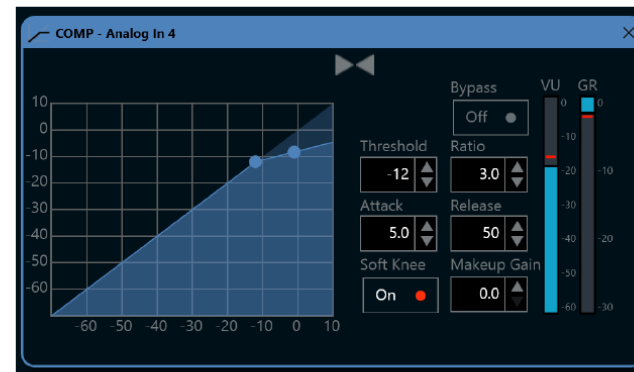 COMP - Analog In 4
Bypass
VU
GR
Off
Threshold
Ratio
-12
3.0
Attack
Release
5.0
50
Soft Knee
Makeup Gain
On
0.0
10
0
-10
-20
-30
-40
-50
-60
-60 -50 -40 -30 -20 -10 0 10
0
-10
-20
-30
-40
-50
-60
0
-10
-20
-30